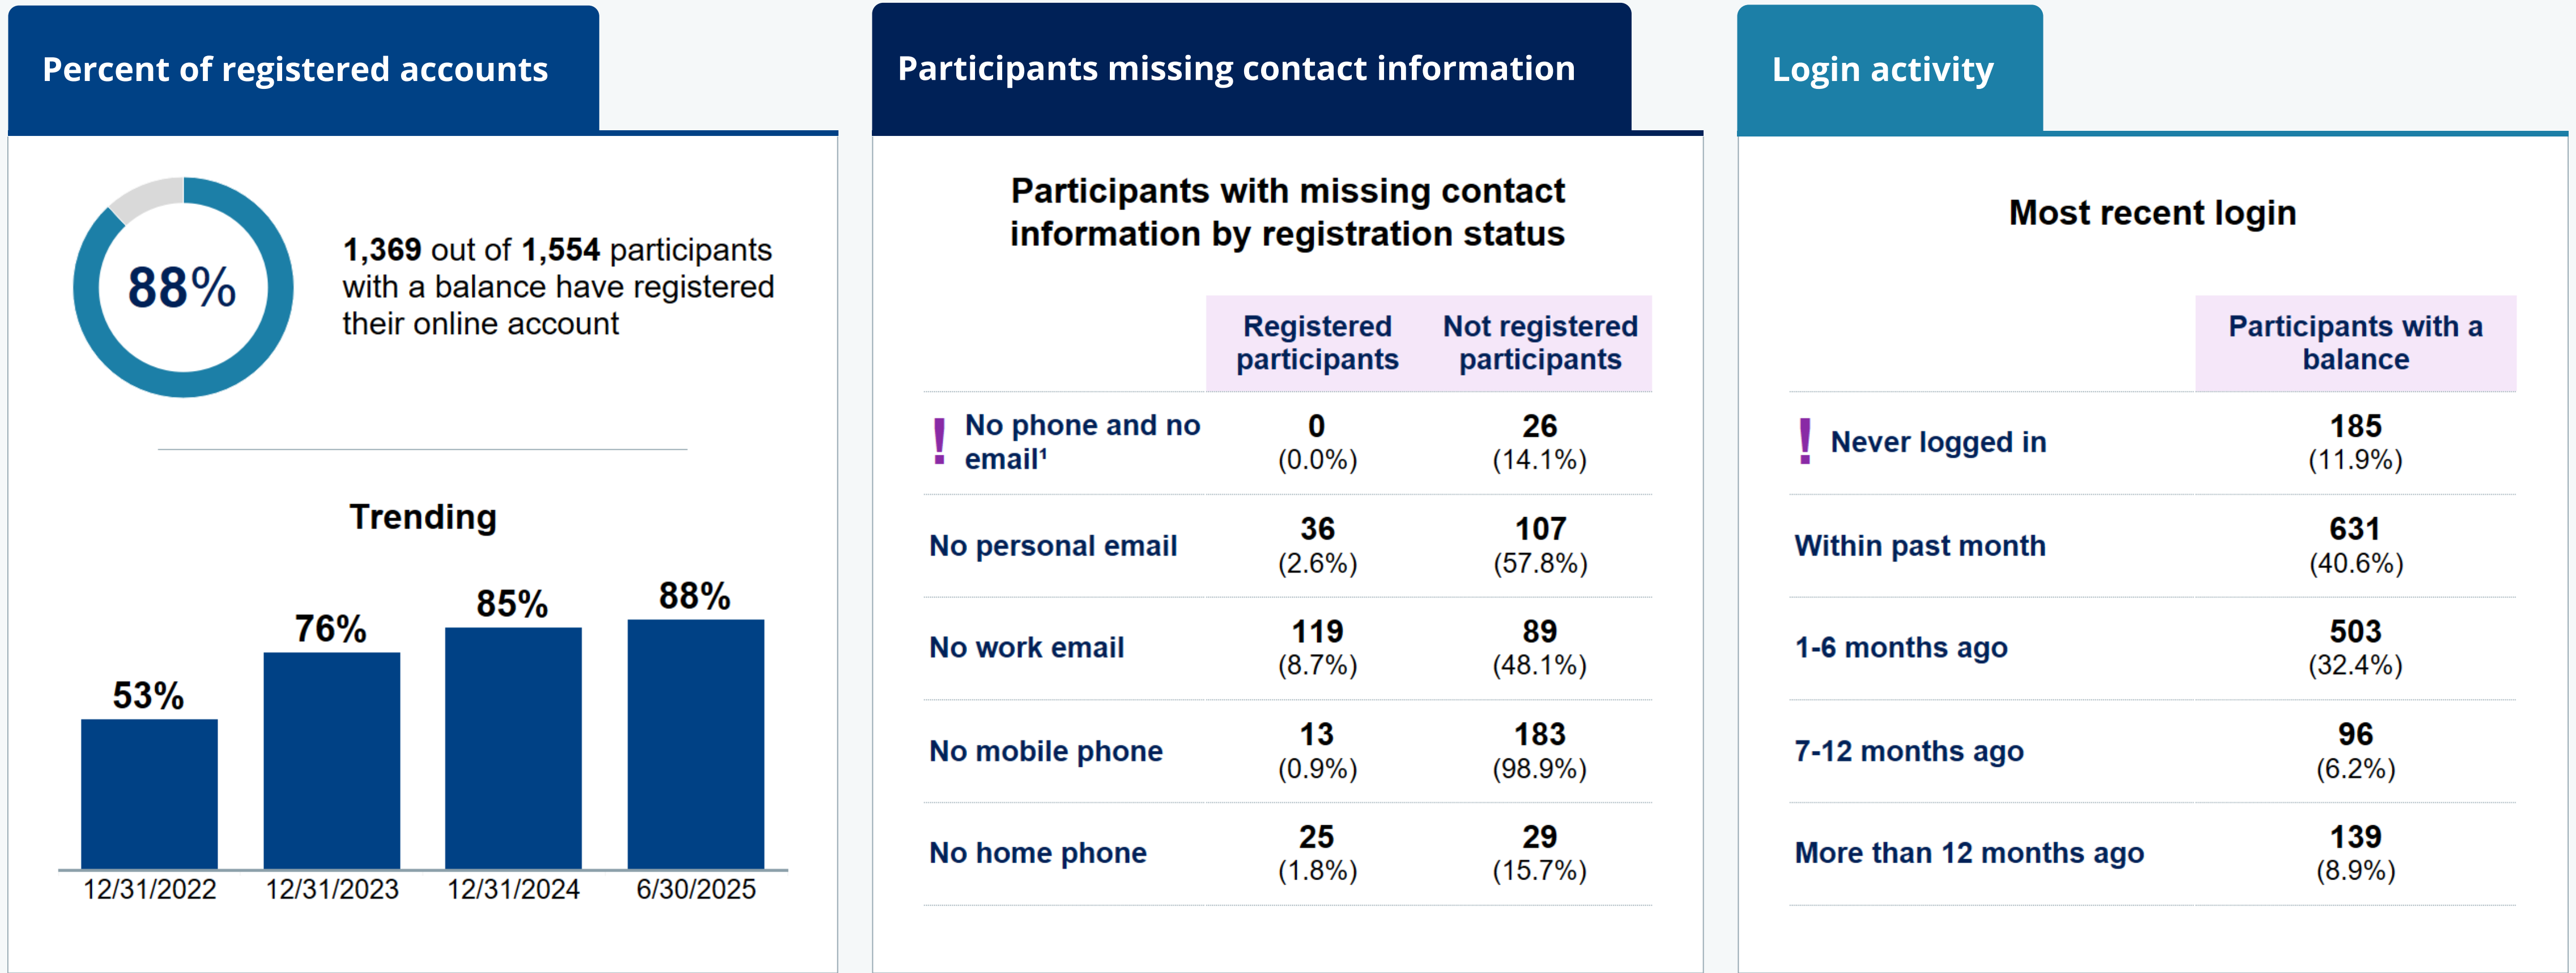 Percent of registered accounts
88%
1,369 out of 1,554 participants
with a balance have registered
their online account
Trending
53%
76%
85%
88%
12/31/2022
12/31/2023
12/31/2024
6/30/2025
Participants missing contact information
Participants with missing contact
information by registration status
Registered
participants
Not registered
participants
! No phone and no
email¹
0
(0.0%)
26
(14.1%)
No personal email
36
(2.6%)
107
(57.8%)
No work email
119
(8.7%)
89
(48.1%)
No mobile phone
13
(0.9%)
183
(98.9%)
No home phone
25
(1.8%)
29
(15.7%)
Login activity
Most recent login
Participants with a
balance
! Never logged in
185
(11.9%)
Within past month
631
(40.6%)
1-6 months ago
503
(32.4%)
7-12 months ago
96
(6.2%)
More than 12 months ago
139
(8.9%)